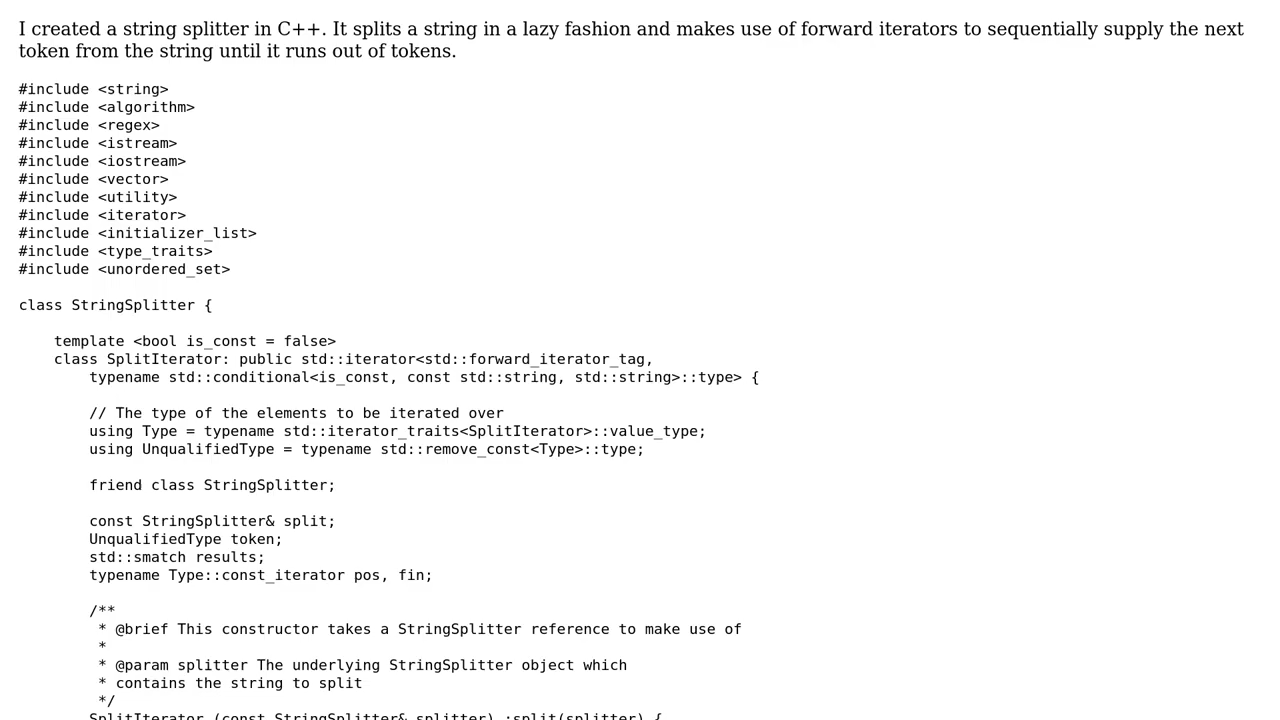 I created a string splitter in C++. It splits a string in a lazy fashion and makes use of forward iterators to sequentially supply the next
token from the string until it runs out of tokens.
#include <string>
#include <algorithm>
#include <regex>
#include <istream>
#include <iostream>
#include <vector>
#include <utility>
#include <iterator>
#include <initializer_list>
#include <type_traits>
#include <unordered_set>
class StringSplitter {
template <bool is_const = false>
class SplitIterator: public std::iterator<std::forward_iterator_tag,
typename std::conditional<is_const, const std::string, std::string>::type> {
// The type of the elements to be iterated over
using Type = typename std::iterator_traits<SplitIterator>::value_type;
using UnqualifiedType = typename std::remove_const<Type>::type;
friend class StringSplitter;
const StringSplitter& split;
UnqualifiedType token;
std::smatch results;
typename Type::const_iterator pos, fin;
/**
* @brief This constructor takes a StringSplitter reference to make use of
*
* @param splitter The underlying StringSplitter object which
* contains the string to split
*/
SplitIterator (const StringSplitter& splitter) :split(splitter) {